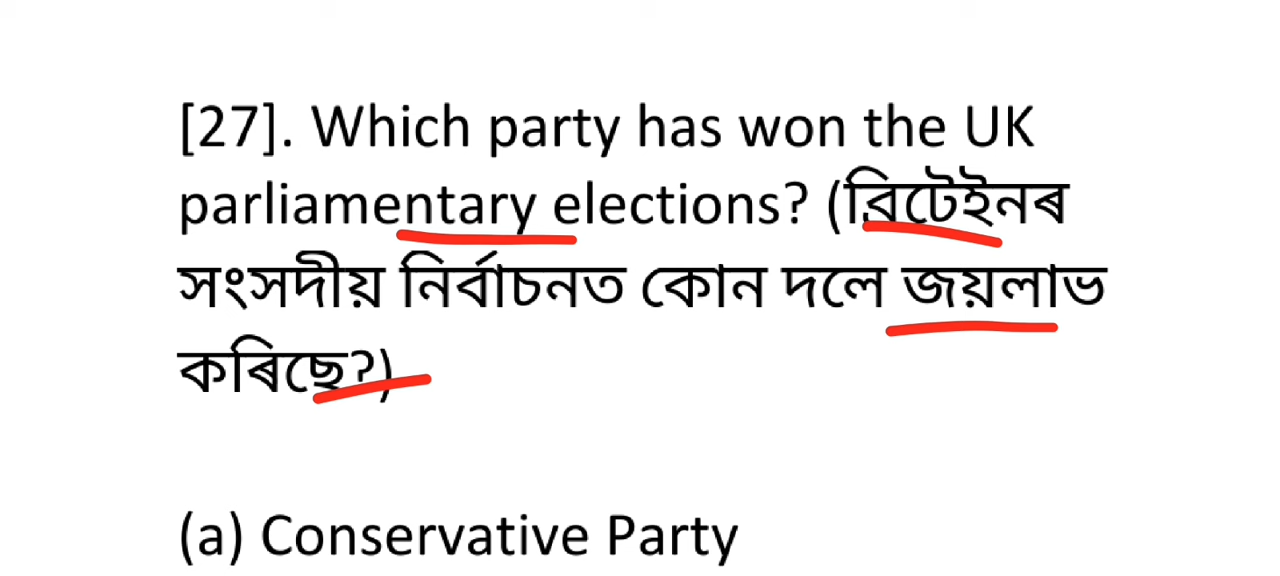 [27]. Which party has won the UK
parliamentary elections? (ব্রিটেইনৰ
সংসদীয় নিৰ্বাচনত কোন দলে জয়লাভ
কৰিছে?)
(a) Conservative Party